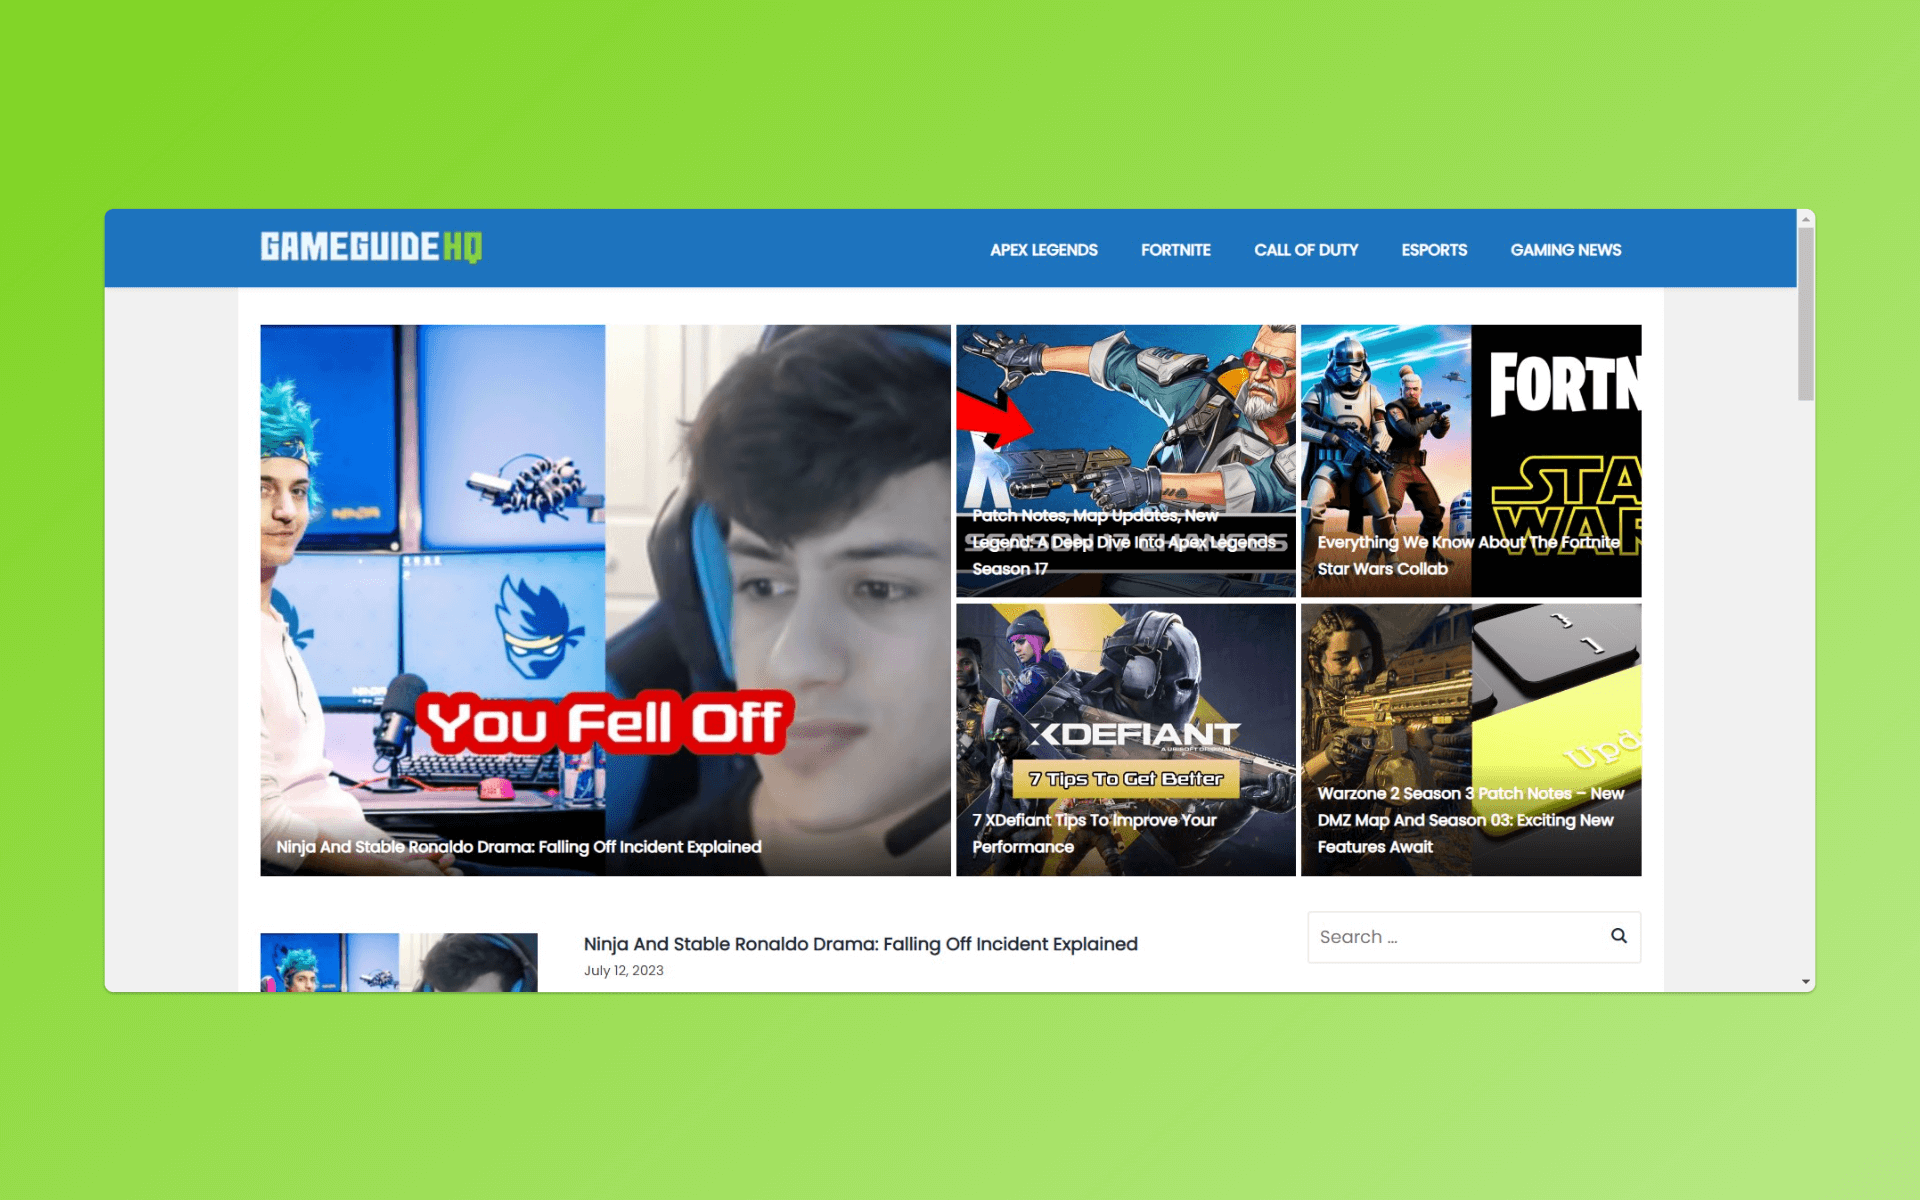 GAMEGUIDEHQ
APEX LEGENDS
FORTNITE
CALL OF DUTY
ESPORTS
GAMING NEWS
You Fell Off
Ninja And Stable Ronaldo Drama: Falling Off Incident Explained
Patch Notes, Map Updates, New
Legend: A Deep Dive Into Apex Legends
Season 17
FORTN
STA
WAR
Everything We Know About The Fortnite
Star Wars Collab
XDEFIANT
A UBISOFT ORIGINAL
7 Tips To Get Better
7 XDefiant Tips To Improve Your
Performance
Upda
Warzone 2 Season 3 Patch Notes – New
DMZ Map And Season 03: Exciting New
Features Await
Ninja And Stable Ronaldo Drama: Falling Off Incident Explained
July 12, 2023
Search ...